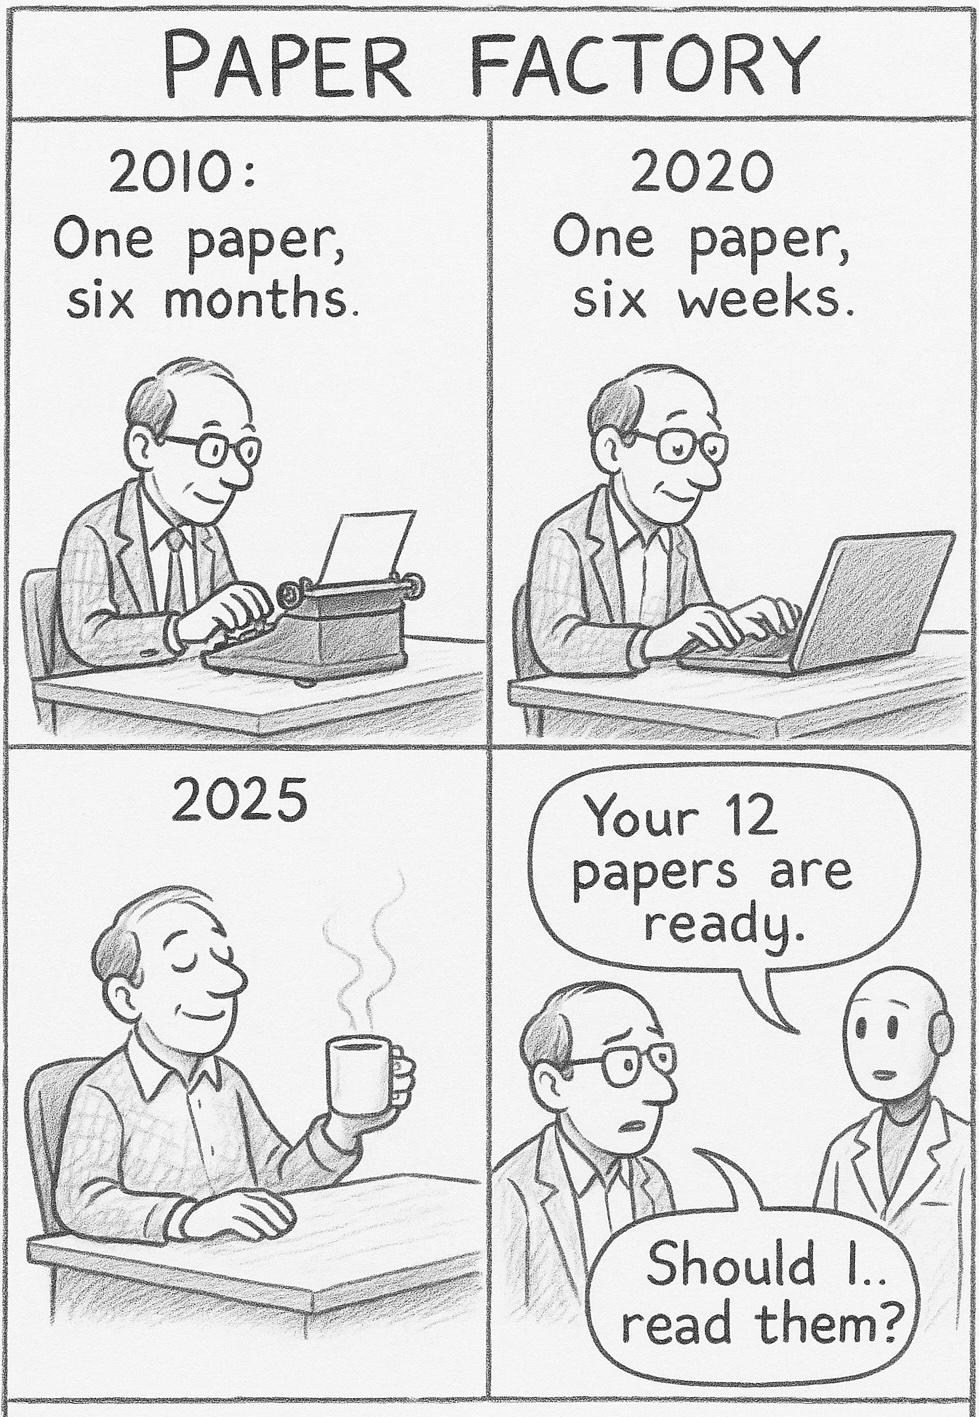 PAPER FACTORY
2010:
One paper,
six months.
2020
One paper,
six weeks.
2025
Your 12
papers are
ready.
Should I..
read them?